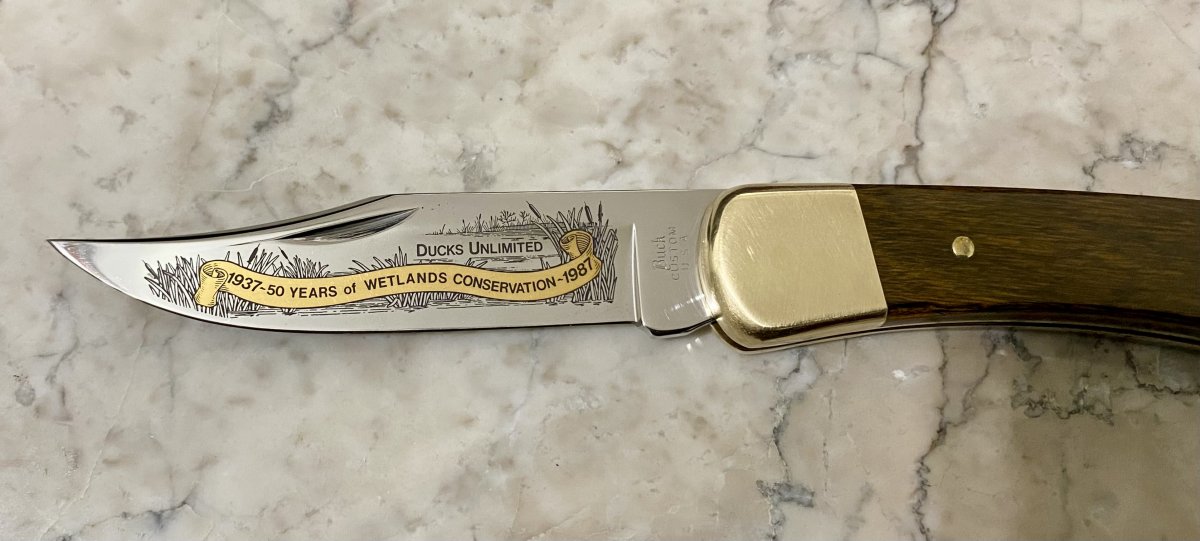 DUCKS UNLIMITED
1937-50 YEARS of WETLANDS CONSERVATION-1987
Buck
CUSTOM
U S A